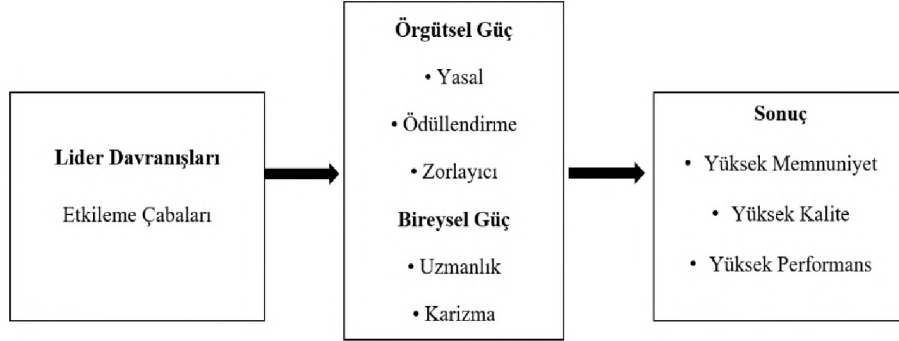 Lider Davranışları
Etkileme Çabaları
Örgütsel Güç
• Yasal
• Ödüllendirme
• Zorlayıcı
Bireysel Güç
• Uzmanlık
• Karizma
Sonuç
• Yüksek Memnuniyet
• Yüksek Kalite
• Yüksek Performans